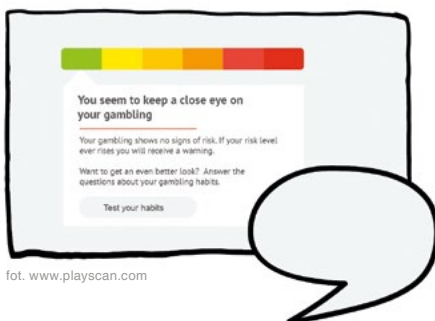 You seem to keep a close eye on
your gambling
Your gambling shows no signs of risk. If your risk level
ever rises you will receive a warning.
Want to get an even better look? Answer the
questions about your gambling habits.
Test your habits
fot. www.playscan.com